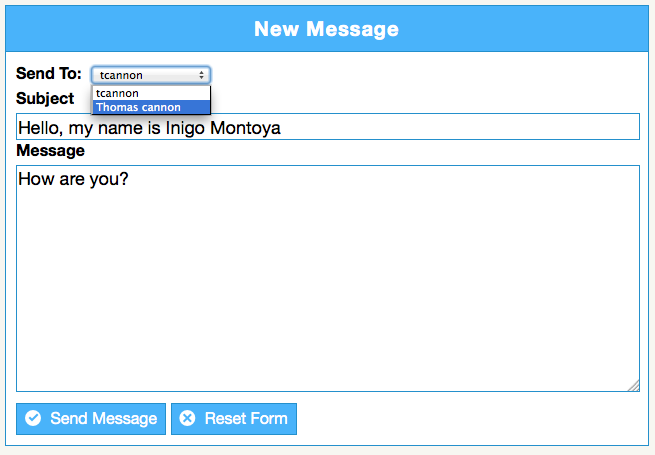 New Message
Send To: tcannon
tcannon
Subject
Thomas cannon
Hello, my name is Inigo Montoya
Message
How are you?
Send Message Reset Form